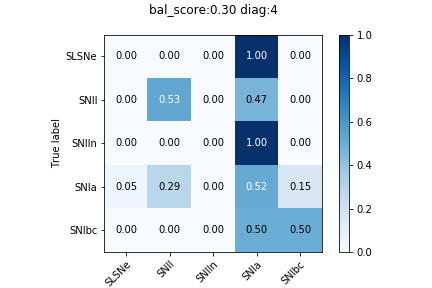 bal_score:0.30 diag:4
True label
SLSNe 0.00 0.00 0.00 1.00 0.00
SNII 0.00 0.53 0.00 0.47 0.00
SNIIn 0.00 0.00 0.00 1.00 0.00
SNIa 0.05 0.29 0.00 0.52 0.15
SNIbc 0.00 0.00 0.00 0.50 0.50
SLSNe SNII SNIIn SNIa SNIbc
1.0
0.8
0.6
0.4
0.2
0.0